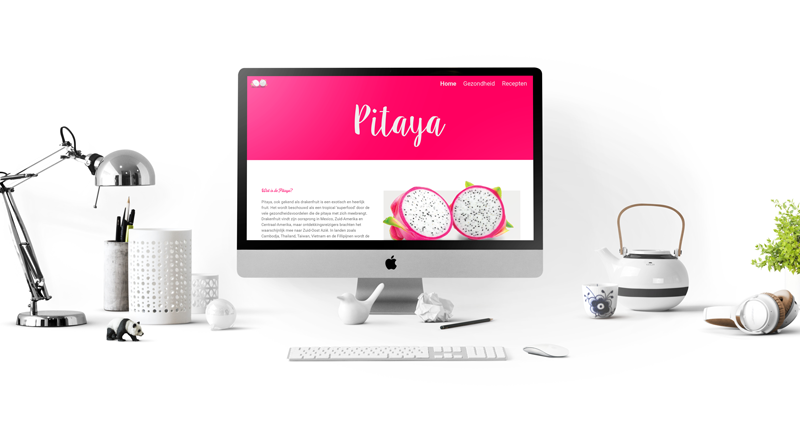 Home Gezondheid Recepten
Pitaya
Wat is de Pitaya?
Pitaya, ook gekend als drakenfruit is een exotisch en heerlijk
fruit. Het wordt beschouwd als een tropical 'superfood' door de
vele gezondheidsvoordelen die de pitaya met zich meebrengt.
Drakenfruit vindt zijn oorsprong in Mexico, Zuid-Amerika en
Centraal Amerika, maar ontdekkingsreizigers brachten het
waarschijnlijk mee naar Zuid-Oost Azië. In landen zoals
Cambodja, Thailand, Taiwan, Vietnam en de Filipijnen wordt de